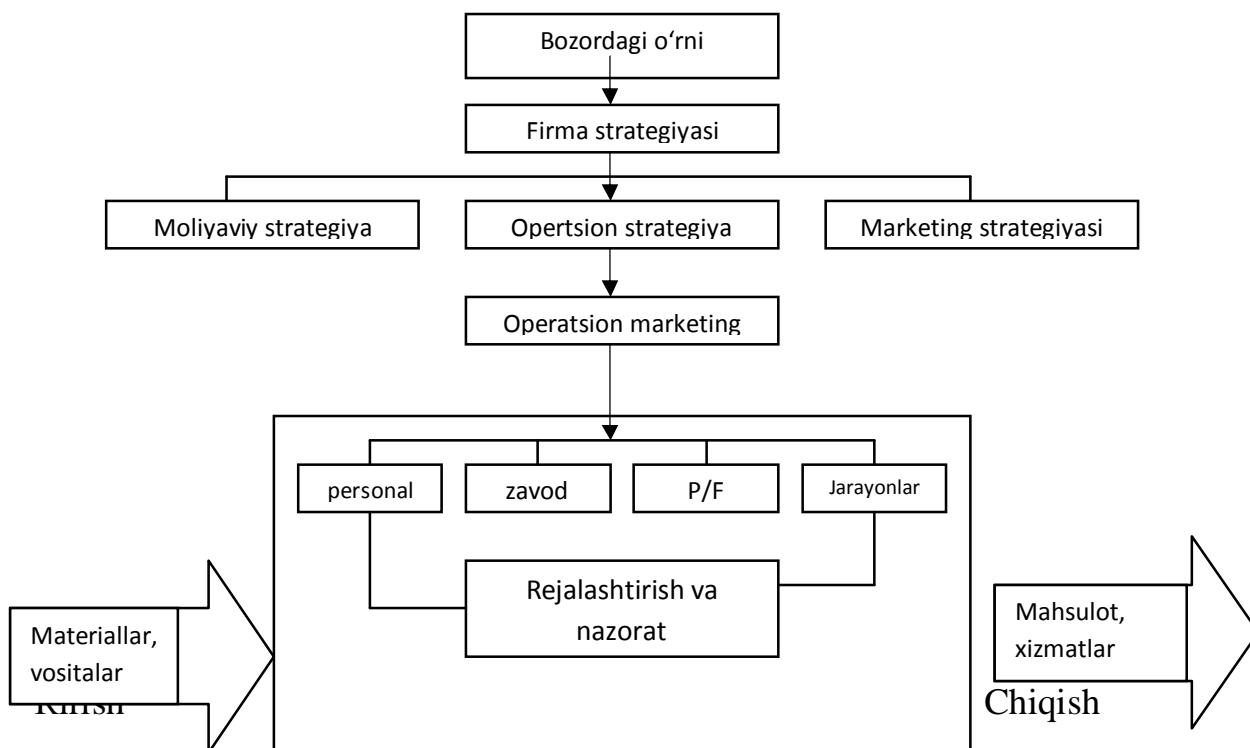 Bozordagi o‘rni
Firma strategiyasi
Moliyaviy strategiya
Opertsion strategiya
Marketing strategiyasi
Operatsion marketing
personal
zavod
P/F
Jarayonlar
Rejalashtirish va
nazorat
Materiallar,
vositalar
Mahsulot,
xizmatlar
Chiqish